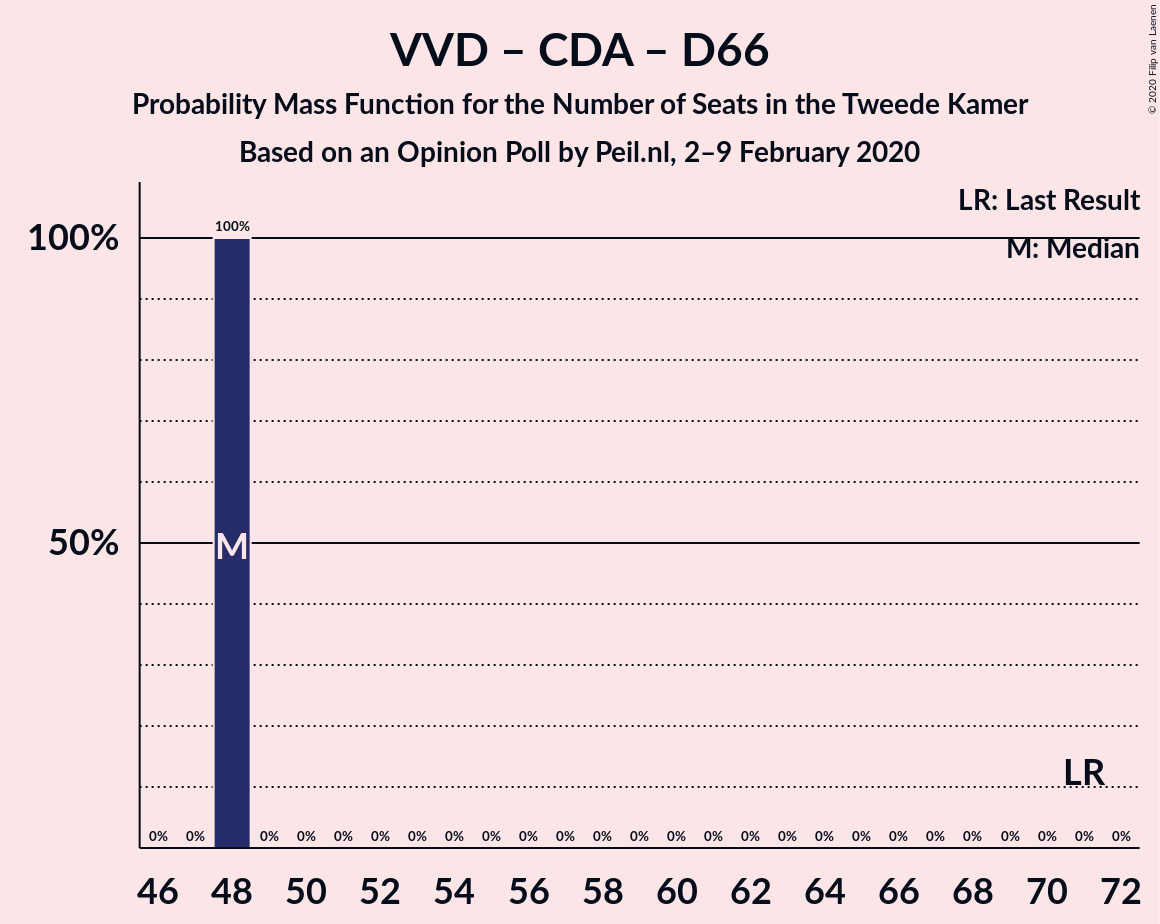 VVD – CDA – D66
Probability Mass Function for the Number of Seats in the Tweede Kamer
Based on an Opinion Poll by Peil.nl, 2–9 February 2020
© 2020 Filip van Laenen
LR: Last Result
M: Median
100%
100%
50%
M
LR
0% 0% 0% 0% 0% 0% 0% 0% 0% 0% 0% 0% 0% 0% 0% 0% 0% 0% 0% 0% 0% 0% 0% 0% 0% 0%
46 48 50 52 54 56 58 60 62 64 66 68 70 72